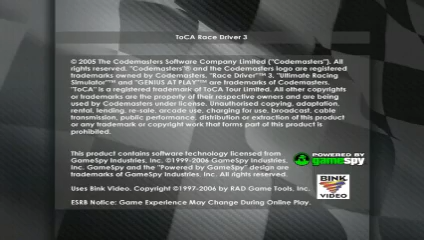 ToCA Race Driver 3
© 2005 The Codemasters Software Company Limited ("Codemasters"). All
rights reserved. "Codemasters"® and the Codemasters logo are registered
trademarks owned by Codemasters. "Race Driver"™ 3, "Ultimate Racing
Simulator"™ and "GENIUS AT PLAY"™ are trademarks of Codemasters.
"ToCA" is a registered trademark of ToCA Tour Limited. All other copyrights
or trademarks are the property of their respective owners and are being
used by Codemasters under license. Unauthorised copying, adaptation,
rental, lending, re-sale, arcade use, charging for use, broadcast, cable
transmission, public performance, distribution or extraction of this product
or any trademark or copyright work that forms part of this product is
prohibited.
This product contains software technology licensed from
GameSpy Industries, Inc. ©1999-2006 GameSpy Industries,
Inc. GameSpy and the "Powered by GameSpy" design are
trademarks of GameSpy Industries, Inc. All rights reserved.
POWERED BY
gamespy
Uses Bink Video. Copyright ©1997-2006 by RAD Game Tools, Inc.
BINK
VIDEO
ESRB Notice: Game Experience May Change During Online Play.